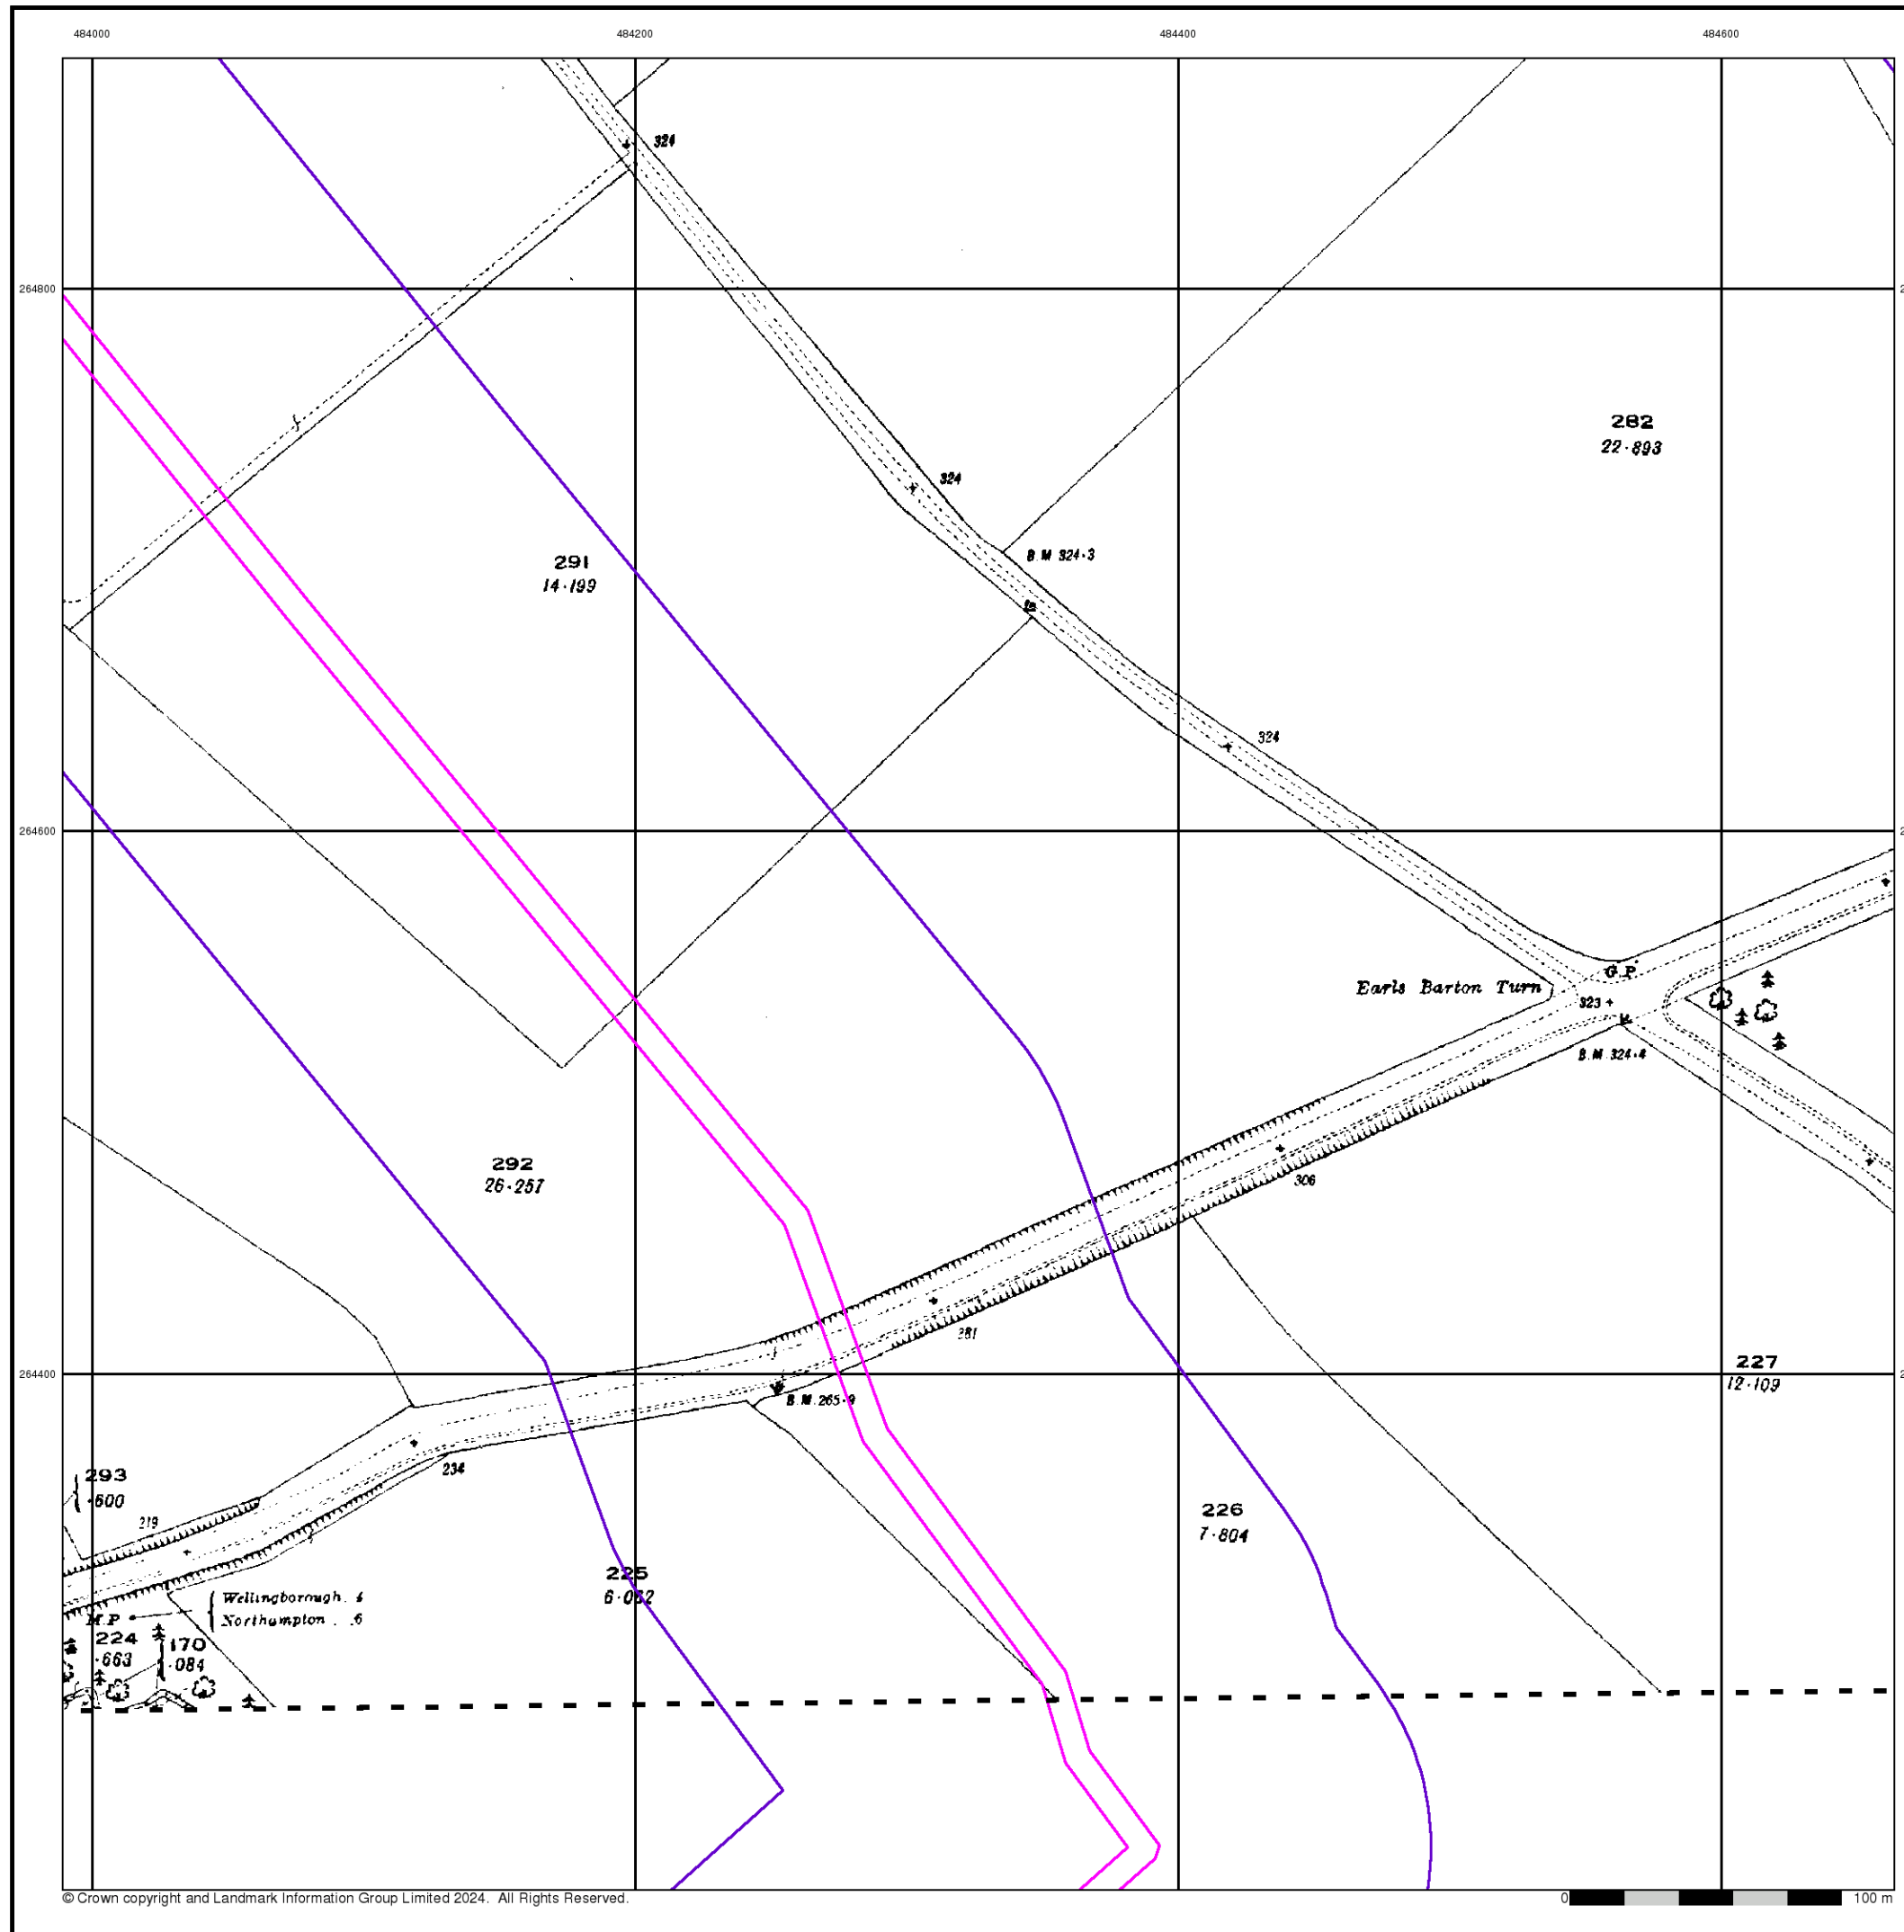 484000 484200 484400 484600
324
264800
282
22·893
324
B.M 324·3
291
14·199
324
264600
G.P.
Earls Barton Turn
323
B.M. 324·4
292
26·257
306
281
264400
227
12·109
B.M. 265·9
234
293
·600
226
7·804
219
225
Wellingborough. 4
Northampton . .6
M.P
224
·663
170
·084
© Crown copyright and Landmark Information Group Limited 2024. All Rights Reserved.
0 100 m